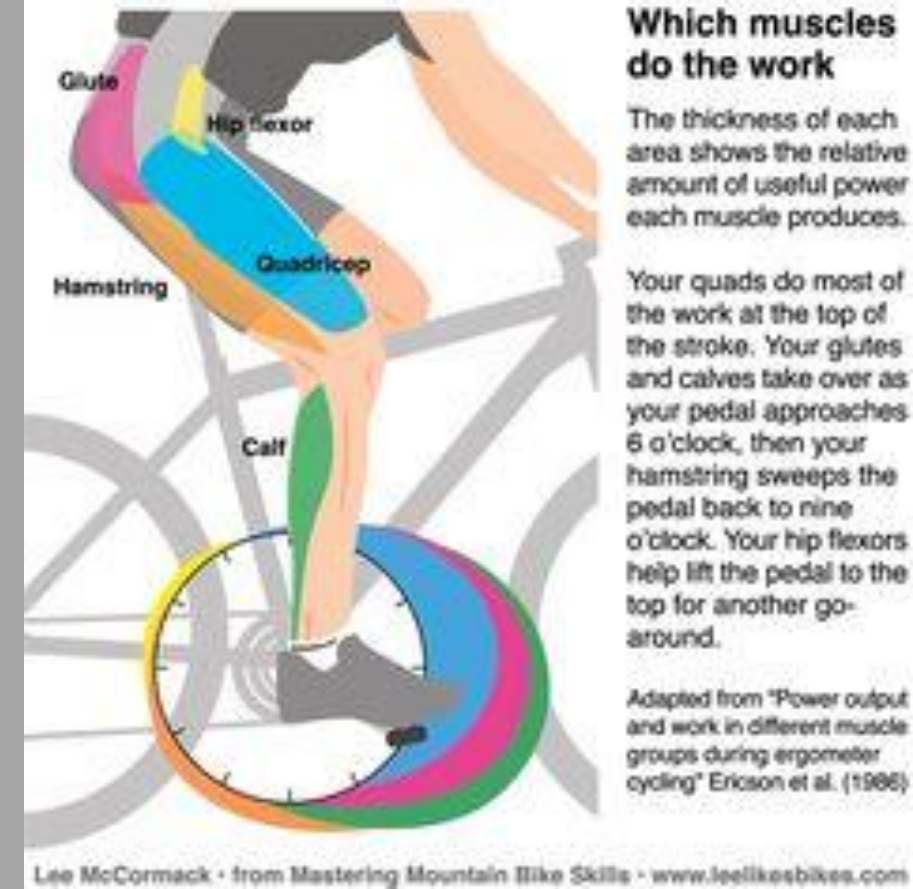 Which muscles
do the work
The thickness of each
area shows the relative
amount of useful power
each muscle produces.
Your quads do most of
the work at the top of
the stroke. Your glutes
and calves take over as
your pedal approaches
6 o'clock, then your
hamstring sweeps the
pedal back to nine
o'clock. Your hip flexors
help lift the pedal to the
top for another go-
around.
Adapted from "Power output
and work in different muscle
groups during ergometer
cycling" Ericson et al. (1986)
Glute
Hip flexor
Quadricep
Hamstring
Calf
Lee McCormack · from Mastering Mountain Bike Skills · www.leelikesbikes.com